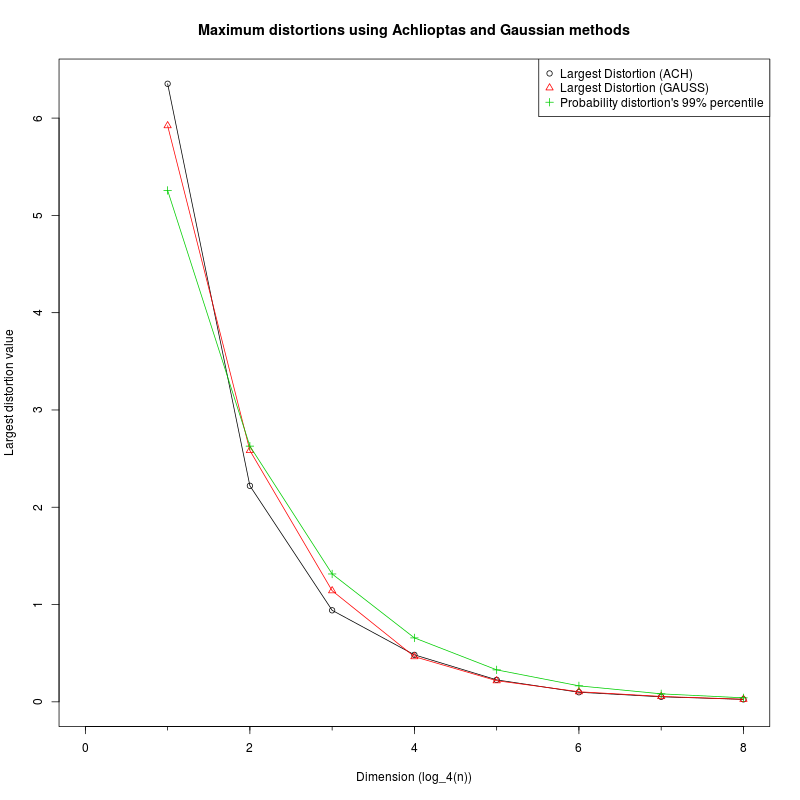 Maximum distortions using Achlioptas and Gaussian methods
Largest Distortion (ACH)
Largest Distortion (GAUSS)
Probability distortion's 99% percentile
Largest distortion value
6
5
4
3
2
1
0
0 2 4 6 8
Dimension (log_4(n))